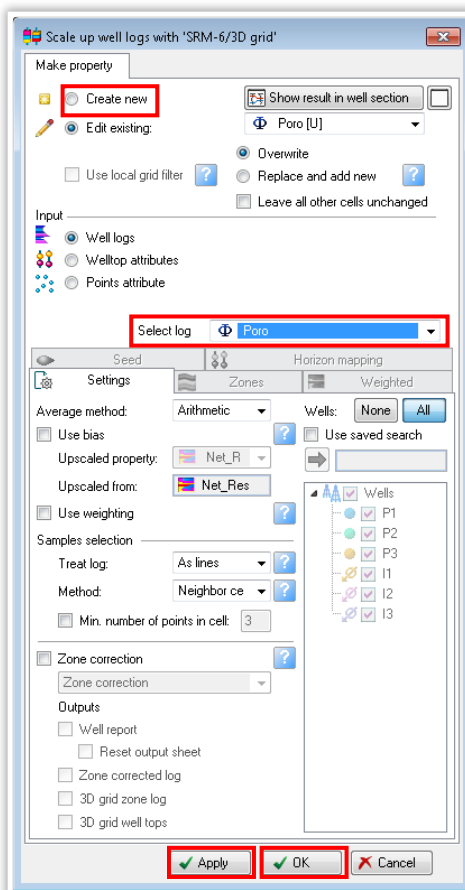 Scale up well logs with 'SRM-6/3D grid'
Make property
Create new
Show result in well section
Edit existing:
Φ Poro [U]
Overwrite
Use local grid filter ?
Replace and add new ?
Leave all other cells unchanged
Input
Well logs
Welltop attributes
Points attribute
Select log Φ Poro
Seed Horizon mapping
Settings Zones Weighted
Average method: Arithmetic Wells: None All
Use bias ? Use saved search
Upscaled property: Net_R
Upscaled from: Net_Res
Wells
Use weighting ?
P1
P2
Samples selection
P3
Treat log: As lines ?
I1
Method: Neighbor ce ?
I2
Min. number of points in cell: 3
I3
Zone correction ?
Zone correction
Outputs
Well report
Reset output sheet
Zone corrected log
3D grid zone log
3D grid well tops
Apply OK Cancel